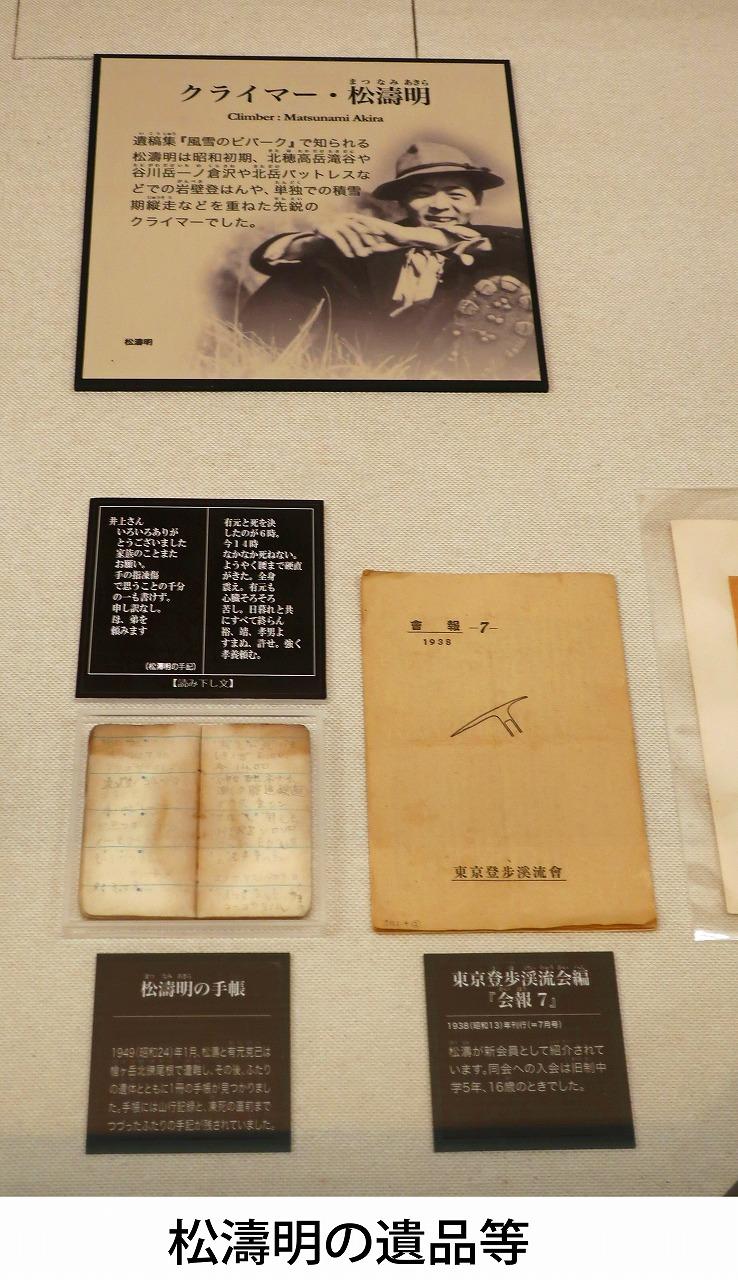 クライマー・松濤明
まつなみ あきら
Climber : Matsunami Akira
遺稿集『風雪のビバーク』で知られる
松濤明は昭和初期、北穂高岳滝谷や
谷川岳一ノ倉沢や北岳バットレスな
どでの岩壁登はんや、単独での積雪
期縦走などを重ねた先鋭の
クライマーでした。
松濤明
井上さん
いろいろありが
とうございました
家族のことまた
お願い。
手の指凍傷
で思うことの千分
の一も書けず。
申し訳なし。
母、弟を
頼みます
(松濤明の手記)
有元と死を決
したのが6時。
今14時
なかなか死ねない。
ようやく腰まで硬直
がきた。全身
震え。有元も
心臓そろそろ
苦し。日暮れと共
にすべて終らん
裕、靖、孝男よ
すまぬ、許せ。強く
孝養頼む。
【読み下し文】
會報 -7-
1938
東京登歩溪流會
まつ なみ あきら
松濤明の手帳
1949(昭和24)年1月、松濤と有元克己は
槍ヶ岳北鎌尾根で遭難し、その後、ふたり
の遺体とともに1冊の手帳が見つかりまし
た。手帳には山行記録と、凍死の直前まで
つづったふたりの手記が残されていました。
東京登歩渓流会編
『会報7』
1938(昭和13)年刊行(=7月号)
松濤が新会員として紹介されて
います。同会への入会は旧制中
学5年、16歳のときでした。
松濤明の遺品等